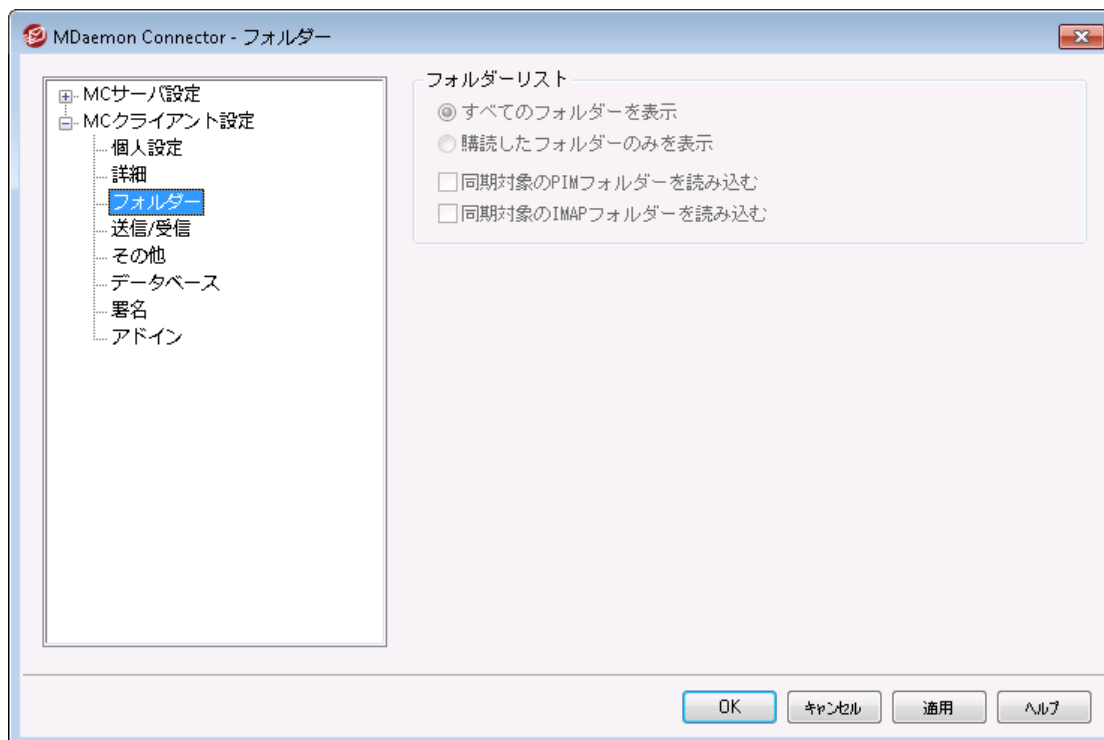 MDaemon Connector - フォルダー
MCサーバ設定
MCクライアント設定
個人設定
詳細
フォルダー
送信/受信
その他
データベース
署名
アドイン
フォルダーリスト
すべてのフォルダーを表示
購読したフォルダーのみを表示
同期対象のPIMフォルダーを読み込む
同期対象のIMAPフォルダーを読み込む
OK
キャンセル
適用
ヘルプ